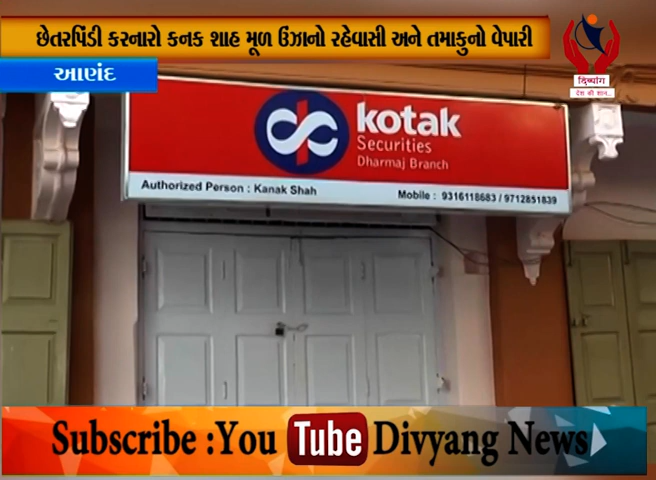 છેતરપિંડી કરનારો કનક શાહ મૂળ ઉંઝાનો રહેવાસી અને તમાકુનો વેપારી
આણંદ
दिव्यांग
देश की शान...
kotak
Securities
Dharmaj Branch
Authorized Person : Kanak Shah
Mobile : 9316118683 / 9712851839
Subscribe :You Tube Divyang News